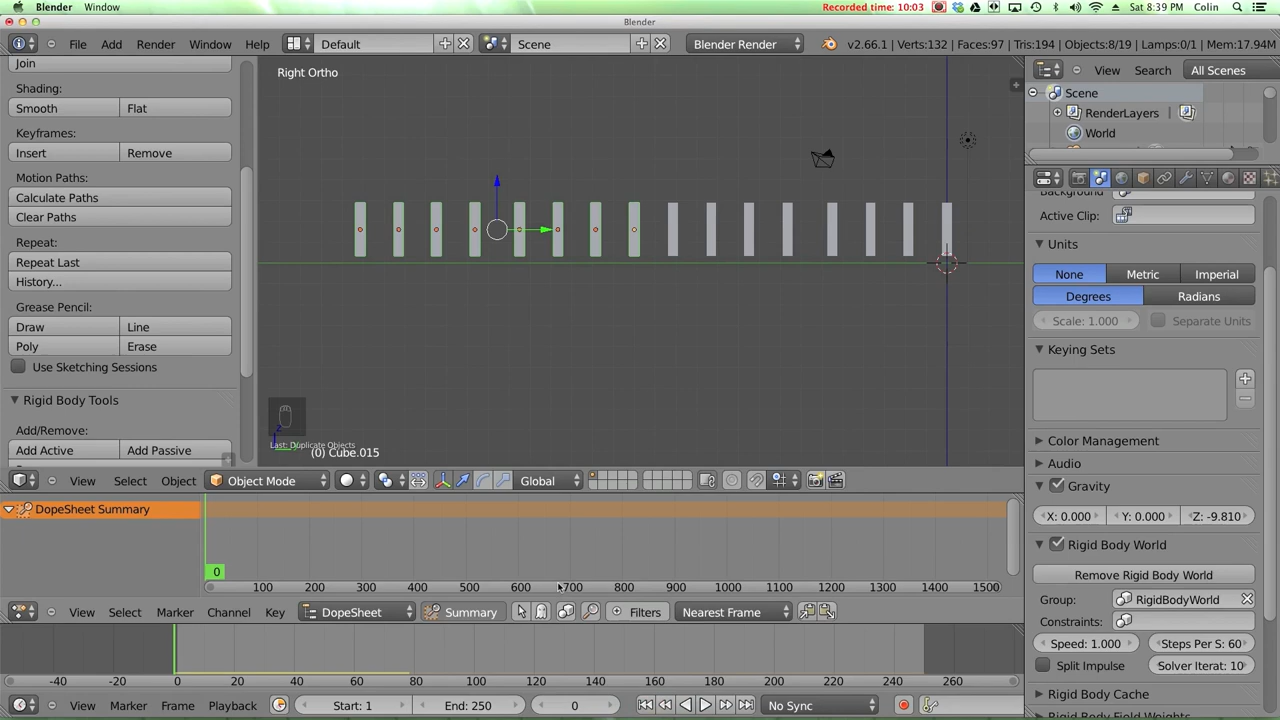 Blender Window Recorded time: 10:03 Sat 8:39 PM Colin
Blender
File Add Render Window Help Default Scene Blender Render v2.66.1 | Verts:132 | Faces:97 | Tris:194 | Objects:8/19 | Lamps:0/1 | Mem:17.94M
Join
Shading:
Smooth Flat
Keyframes:
Insert Remove
Motion Paths:
Calculate Paths
Clear Paths
Repeat:
Repeat Last
History...
Grease Pencil:
Draw Line
Poly Erase
Use Sketching Sessions
Rigid Body Tools
Add/Remove:
Add Active Add Passive
Right Ortho
Last: Duplicate Objects
(0) Cube.015
View Select Object Object Mode Global
View Search All Scenes
Scene
RenderLayers
World
Background
Active Clip:
Units
None Metric Imperial
Degrees Radians
Scale: 1.000 Separate Units
Keying Sets
Color Management
Audio
Gravity
X: 0.000 Y: 0.000 Z: -9.810
Rigid Body World
Remove Rigid Body World
Group: RigidBodyWorld
Constraints:
Speed: 1.000 Steps Per S: 60
Split Impulse Solver Iterat: 10
Rigid Body Cache
Rigid Body Field Weights
DopeSheet Summary
0
100 200 300 400 500 600 700 800 900 1000 1100 1200 1300 1400 1500
View Select Marker Channel Key DopeSheet Summary Filters Nearest Frame
-40 -20 0 20 40 60 80 100 120 140 160 180 200 220 240 260
View Marker Frame Playback Start: 1 End: 250 0 No Sync